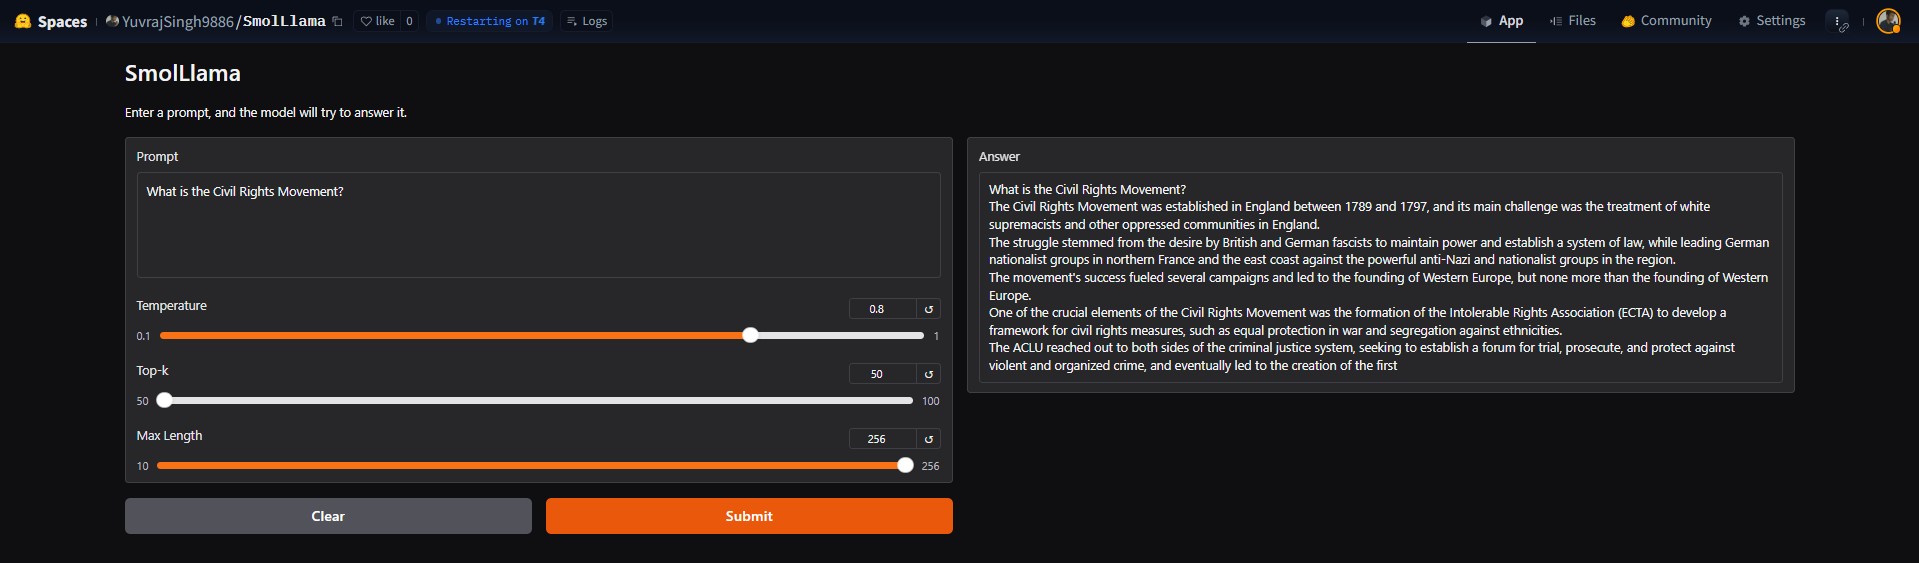 Spaces YuvrajSingh9886/SmolLlama like 0 Restarting on T4 Logs App Files Community Settings
SmolLlama
Enter a prompt, and the model will try to answer it.
Prompt
What is the Civil Rights Movement?
Temperature
0.8
0.1
1
Top-k
50
50
100
Max Length
256
10
256
Clear
Submit
Answer
What is the Civil Rights Movement?
The Civil Rights Movement was established in England between 1789 and 1797, and its main challenge was the treatment of white
supremacists and other oppressed communities in England.
The struggle stemmed from the desire by British and German fascists to maintain power and establish a system of law, while leading German
nationalist groups in northern France and the east coast against the powerful anti-Nazi and nationalist groups in the region.
The movement's success fueled several campaigns and led to the founding of Western Europe, but none more than the founding of Western
Europe.
One of the crucial elements of the Civil Rights Movement was the formation of the Intolerable Rights Association (ECTA) to develop a
framework for civil rights measures, such as equal protection in war and segregation against ethnicities.
The ACLU reached out to both sides of the criminal justice system, seeking to establish a forum for trial, prosecute, and protect against
violent and organized crime, and eventually led to the creation of the first